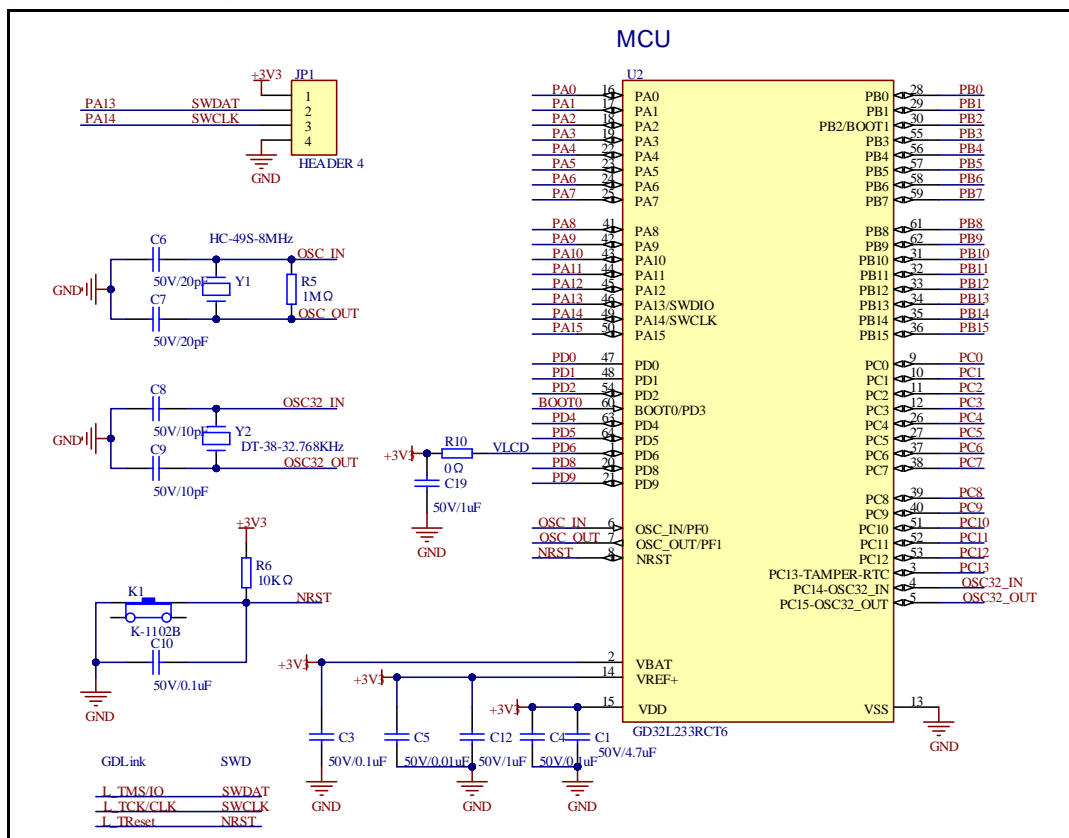 MCU
+3V3
JP1
1
PA13 SWDAT 2
PA14 SWCLK 3
4
HEADER 4
GND
C6 HC-49S-8MHz OSC_IN
50V/20pF Y1 R5
GND
C7 1MΩ
OSC_OUT
50V/20pF
C8 OSC32_IN
50V/10pF Y2
GND
C9 DT-38-32.768KHz
OSC32_OUT
50V/10pF
+3V3
R6
10KΩ
K1 NRST
K-1102B
C10
50V/0.1uF
GND
R10 VLCD
+3V3
0Ω
C19
50V/1uF
GND
U2
PA0 16 PA0
PA1 17 PA1
PA2 18 PA2
PA3 19 PA3
PA4 22 PA4
PA5 23 PA5
PA6 24 PA6
PA7 25 PA7
PA8 41 PA8
PA9 42 PA9
PA10 43 PA10
PA11 44 PA11
PA12 45 PA12
PA13 46 PA13/SWDIO
PA14 49 PA14/SWCLK
PA15 50 PA15
PD0 47 PD0
PD1 48 PD1
PD2 54 PD2
BOOT0 60 BOOT0/PD3
PD4 63 PD4
PD5 64 PD5
PD6 1 PD6
PD8 20 PD8
PD9 21 PD9
OSC_IN 6 OSC_IN/PF0
OSC_OUT 7 OSC_OUT/PF1
NRST 8 NRST
2 VBAT
14 VREF+
15 VDD
PB0 28 PB0
PB1 29 PB1
PB2/BOOT1 30 PB2
PB3 55 PB3
PB4 56 PB4
PB5 57 PB5
PB6 58 PB6
PB7 59 PB7
PB8 61 PB8
PB9 62 PB9
PB10 31 PB10
PB11 32 PB11
PB12 33 PB12
PB13 34 PB13
PB14 35 PB14
PB15 36 PB15
PC0 9 PC0
PC1 10 PC1
PC2 11 PC2
PC3 12 PC3
PC4 26 PC4
PC5 27 PC5
PC6 37 PC6
PC7 38 PC7
PC8 39 PC8
PC9 40 PC9
PC10 51 PC10
PC11 52 PC11
PC12 53 PC12
PC13-TAMPER-RTC 3 PC13
PC14-OSC32_IN 4 OSC32_IN
PC15-OSC32_OUT 5 OSC32_OUT
VSS 13
GND
GD32L233RCT6
+3V3
+3V3
+3V3
C3 C5 C12 C4 C1
50V/0.1uF 50V/0.01uF 50V/1uF 50V/0.1uF 50V/4.7uF
GND GND GND
GDLink SWD
L_TMS/IO SWDAT
L_TCK/CLK SWCLK
L_TReset NRST